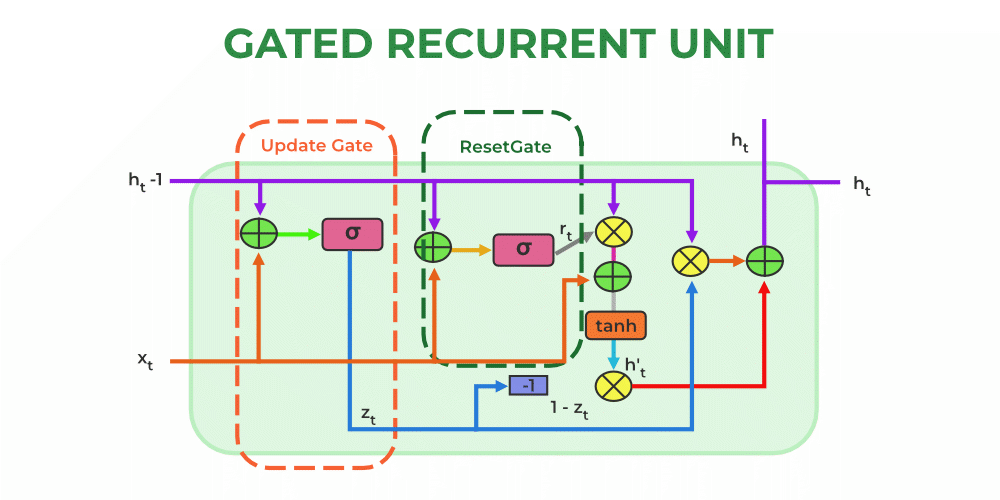 GATED RECURRENT UNIT
Update Gate
ResetGate
hₜ
hₜ -1
hₜ
σ
rₜ
σ
tanh
xₜ
h'ₜ
-1
1 - zₜ
zₜ